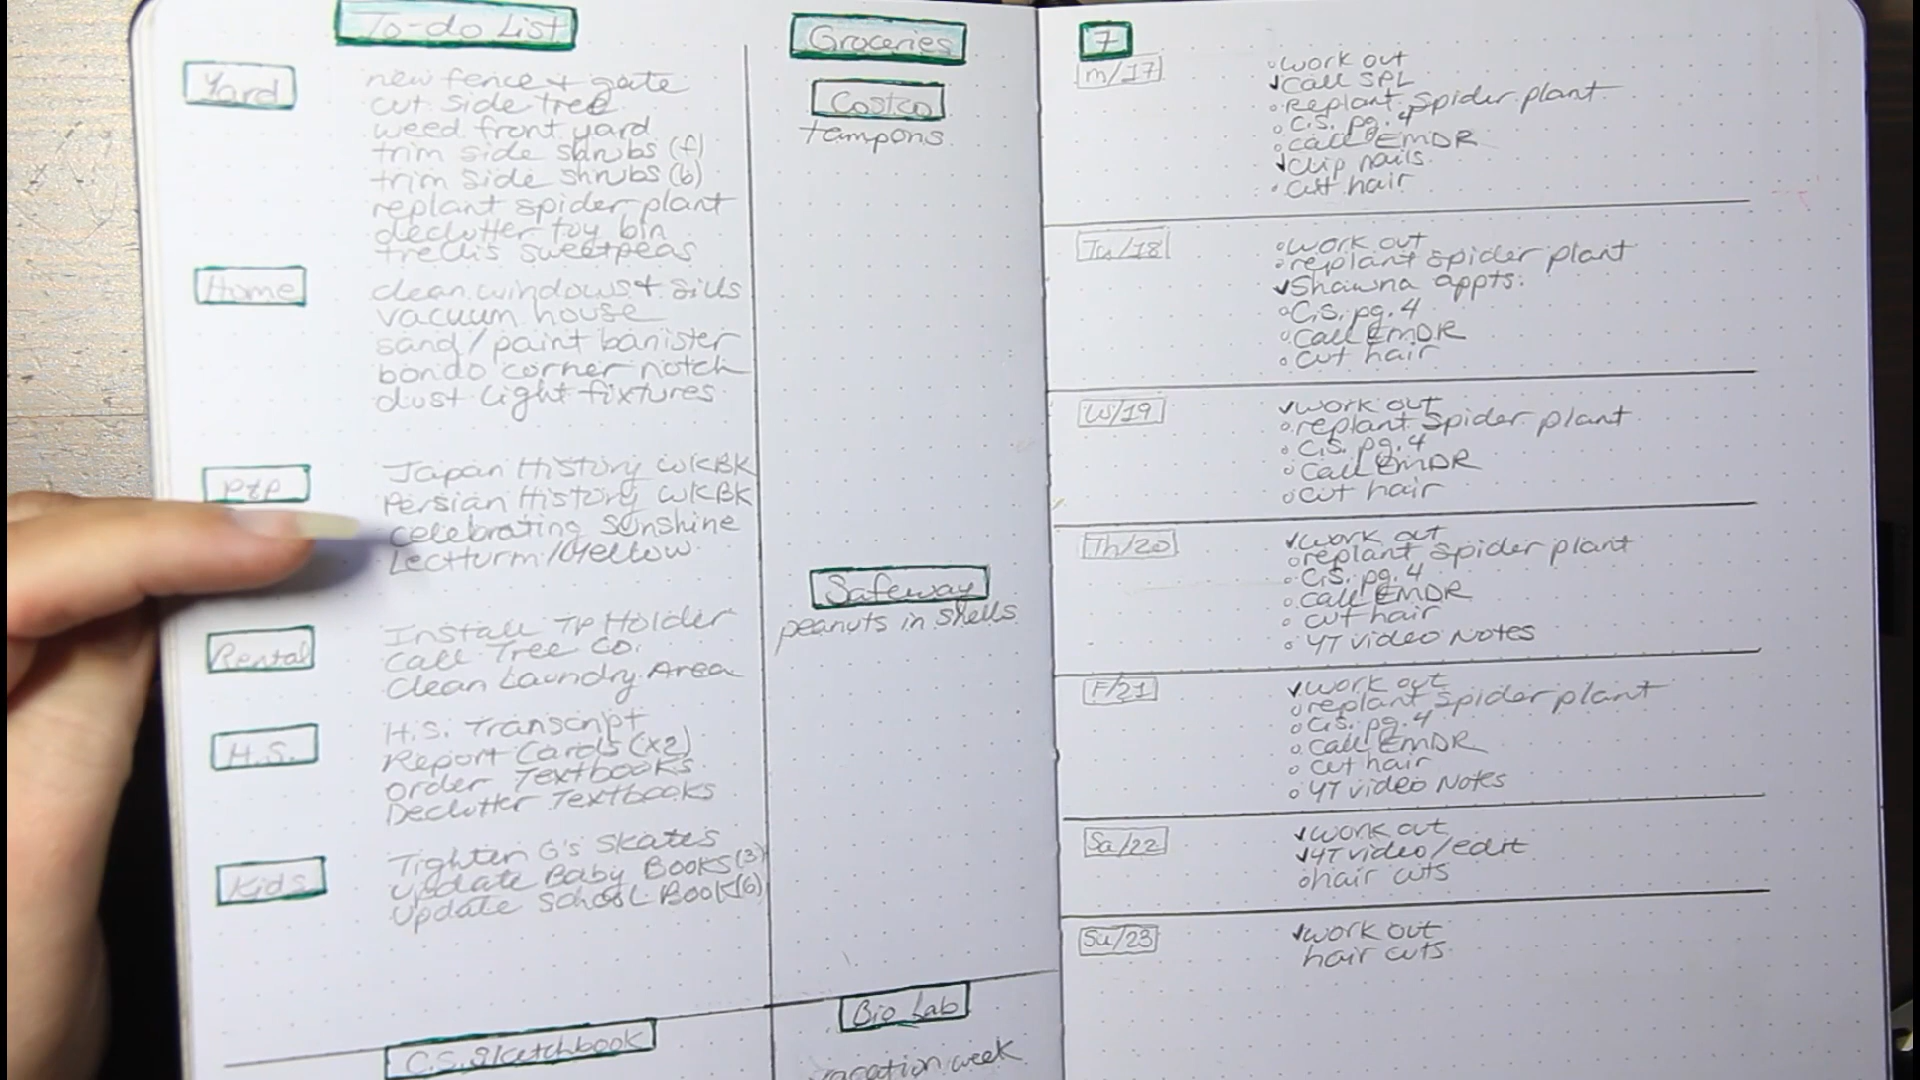 To-do List
Yard
new fence + gate
cut side tree
weed front yard
trim side shrubs (f)
trim side shrubs (b)
replant spider plant
declutter toy bin
trellis sweetpeas
Home
clean windows + sills
vacuum house
sand/paint banister
bondo corner notch
dust light fixtures
PTP
Japan History WKBK
Persian History WKBK
Celebrating Sunshine
Lectturm/Yellow
Rental
Install TP Holder
Call Tree Co.
Clean Laundry Area
H.S.
H.S. Transcript
Report Cards (x2)
Order Textbooks
Declutter Textbooks
Kids
Tighten G's Skates
Update Baby Books (3)
Update School Book (6)
C.S. Sketchbook
Groceries
Costco
tampons
Safeway
peanuts in shells
Bio Lab
vacation week
7
m/17
work out
✓Call SPL
Replant Spider plant
C.S. pg. 4
call EMDR
✓Clip nails
cut hair
Tu/18
work out
replant spider plant
✓Shawna appts.
C.S. pg. 4
Call EMDR
cut hair
W/19
✓work out
replant Spider plant
C.S. pg. 4
Call EMDR
cut hair
Th/20
✓work out
replant spider plant
C.S. pg. 4
call EMDR
cut hair
YT video Notes
F/21
✓work out
replant spider plant
C.S. pg. 4
call EMDR
cut hair
YT video Notes
Sa/22
✓work out
✓YT video/edit
hair cuts
Su/23
✓work out
hair cuts